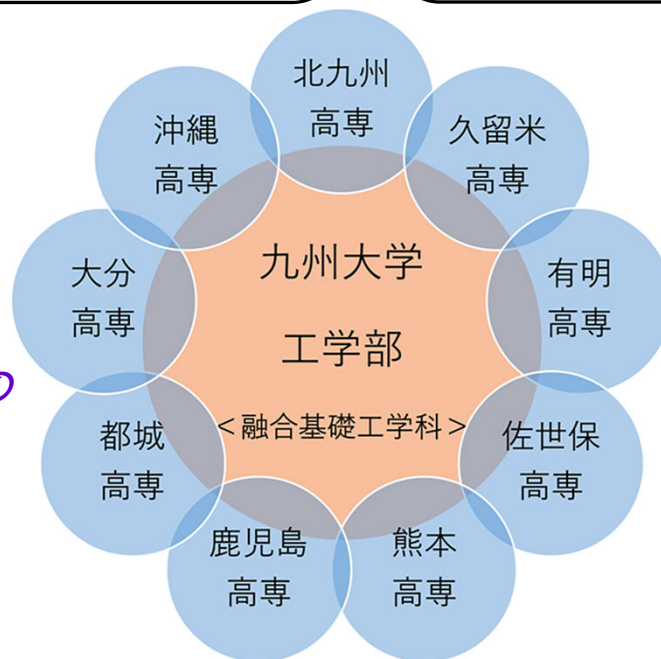 北九州
高専
久留米
高専
有明
高専
佐世保
高専
熊本
高専
鹿児島
高専
都城
高専
大分
高専
沖縄
高専
九州大学
工学部
<融合基礎工学科>